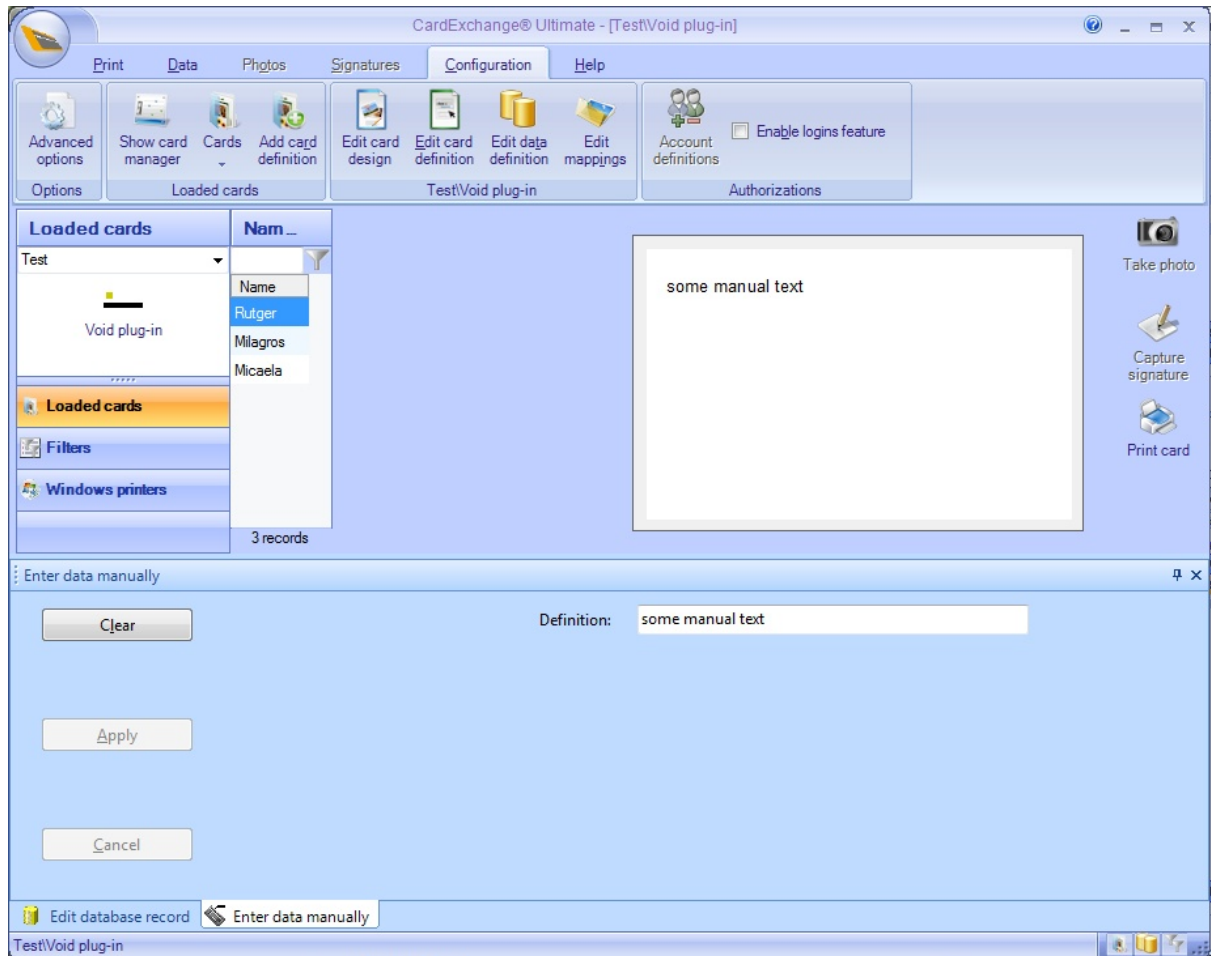 CardExchange® Ultimate - [Test\Void plug-in]
Print Data Photos Signatures Configuration Help
Advanced options
Show card manager
Cards
Add card definition
Edit card design
Edit card definition
Edit data definition
Edit mappings
Account definitions
Enable logins feature
Options
Loaded cards
Test\Void plug-in
Authorizations
Loaded cards
Test
Void plug-in
Loaded cards
Filters
Windows printers
Nam...
Name
Rutger
Milagros
Micaela
3 records
some manual text
Take photo
Capture signature
Print card
Enter data manually
Clear
Definition: some manual text
Apply
Cancel
Edit database record
Enter data manually
Test\Void plug-in